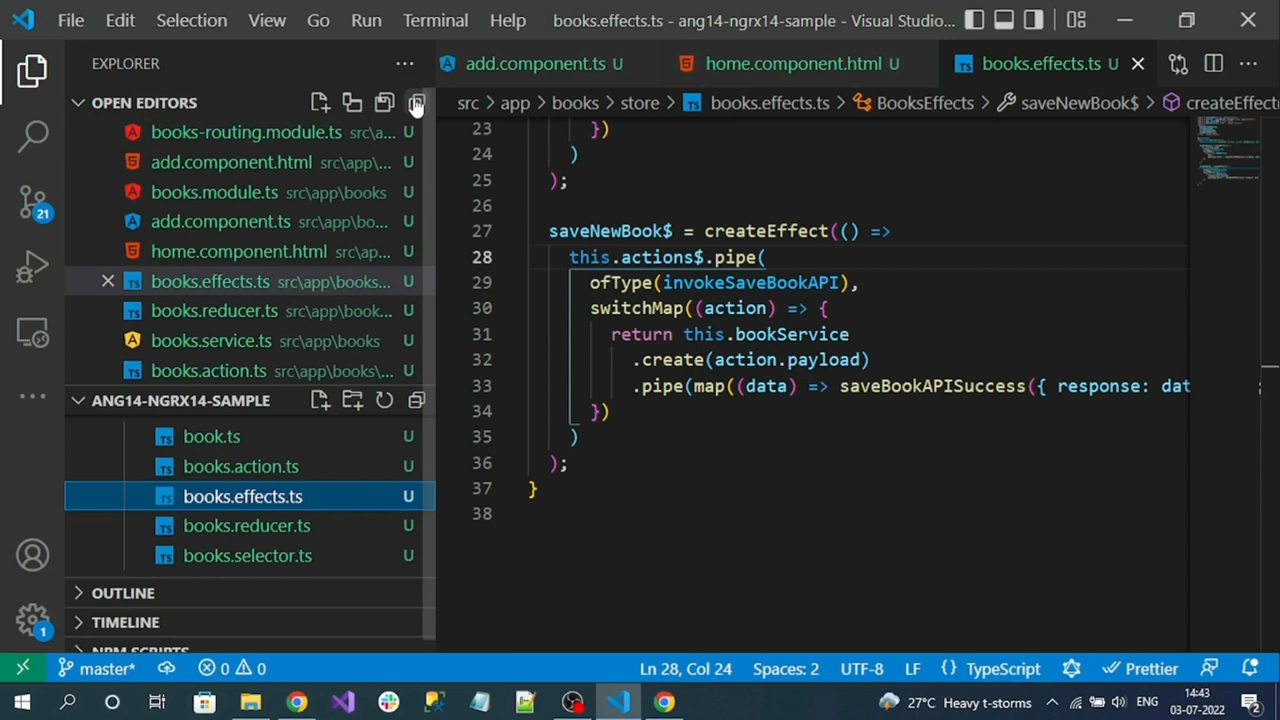 File Edit Selection View Go Run Terminal Help books.effects.ts - ang14-ngrx14-sample - Visual Studio...
EXPLORER
add.component.ts U home.component.html U books.effects.ts U
OPEN EDITORS
src > app > books > store > books.effects.ts > BooksEffects > saveNewBook$ > createEffect
books-routing.module.ts src\a... U
add.component.html src\app\... U
books.module.ts src\app\books U
add.component.ts src\app\bo... U
home.component.html src\ap... U
books.effects.ts src\app\books... U
books.reducer.ts src\app\book... U
books.service.ts src\app\books U
books.action.ts src\app\books\... U
ANG14-NGRX14-SAMPLE
book.ts U
books.action.ts U
books.effects.ts U
books.reducer.ts U
books.selector.ts U
OUTLINE
TIMELINE
NPM SCRIPTS
23 })
24 )
25 );
26
27 saveNewBook$ = createEffect(() =>
28 this.actions$.pipe(
29 ofType(invokeSaveBookAPI),
30 switchMap((action) => {
31 return this.bookService
32 .create(action.payload)
33 .pipe(map((data) => saveBookAPISuccess({ response: dat
34 })
35 )
36 );
37 }
38
21
1
master* 0 0 Ln 28, Col 24 Spaces: 2 UTF-8 LF {} TypeScript Prettier
27°C Heavy t-storms ENG 14:43
03-07-2022
2